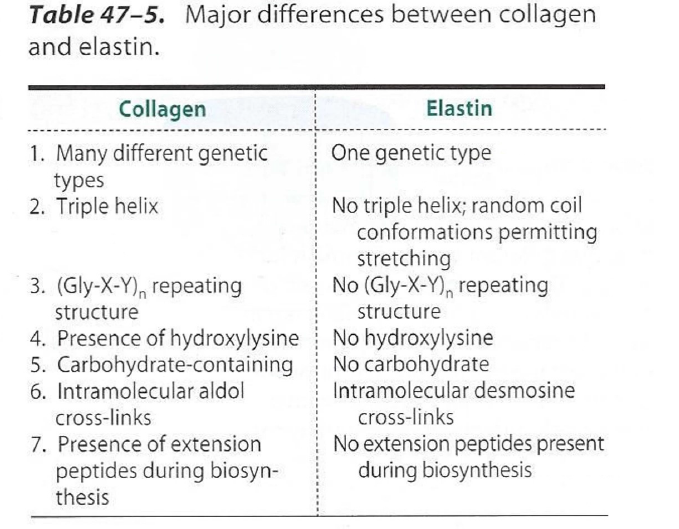 Table 47–5. Major differences between collagen
and elastin.
Collagen
Elastin
1. Many different genetic
types
One genetic type
2. Triple helix
No triple helix; random coil
conformations permitting
stretching
3. (Gly-X-Y)n repeating
structure
No (Gly-X-Y)n repeating
structure
4. Presence of hydroxylysine
No hydroxylysine
5. Carbohydrate-containing
No carbohydrate
6. Intramolecular aldol
cross-links
Intramolecular desmosine
cross-links
7. Presence of extension
peptides during biosyn-
thesis
No extension peptides present
during biosynthesis